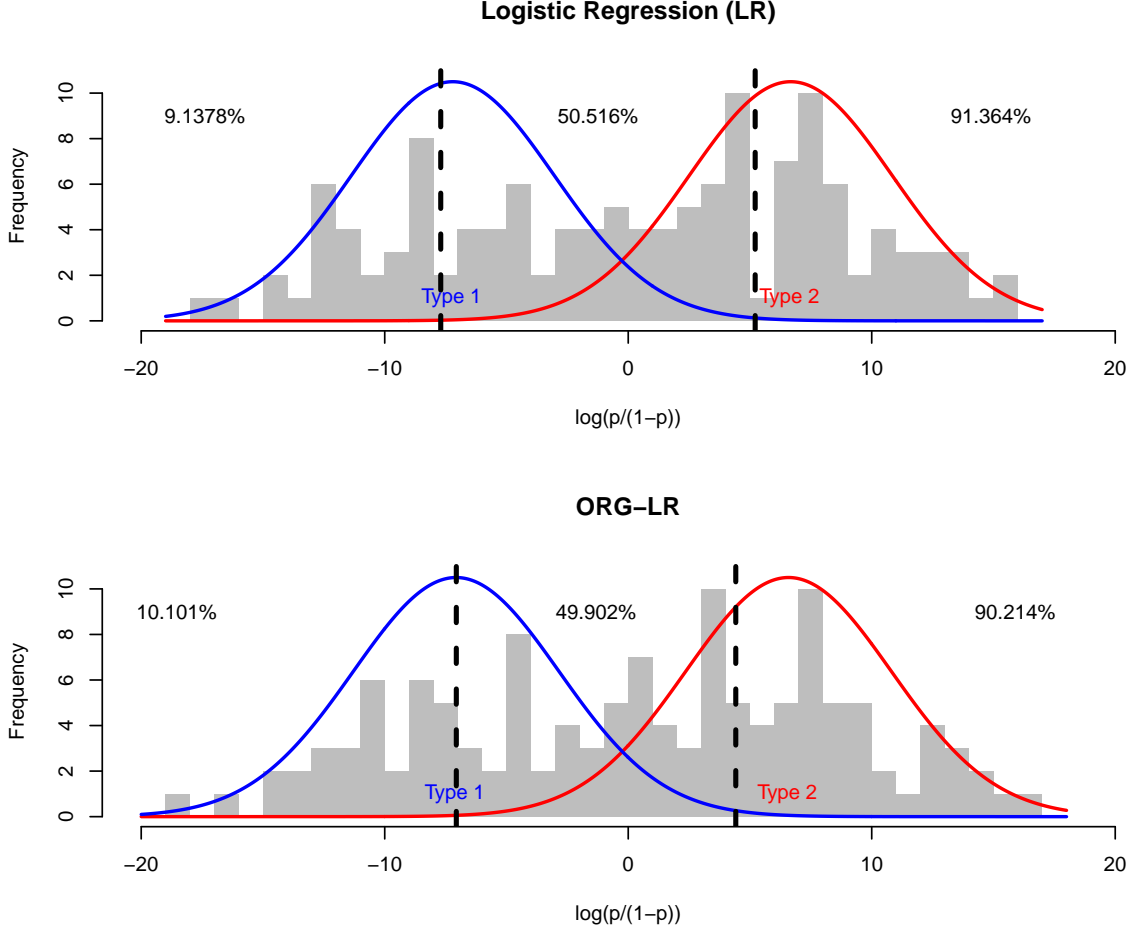 Logistic Regression (LR)
9.1378% 50.516% 91.364%
Frequency
0 2 4 6 8 10
Type 1 Type 2
−20 −10 0 10 20
log(p/(1−p))
ORG−LR
10.101% 49.902% 90.214%
Frequency
0 2 4 6 8 10
Type 1 Type 2
−20 −10 0 10 20
log(p/(1−p))